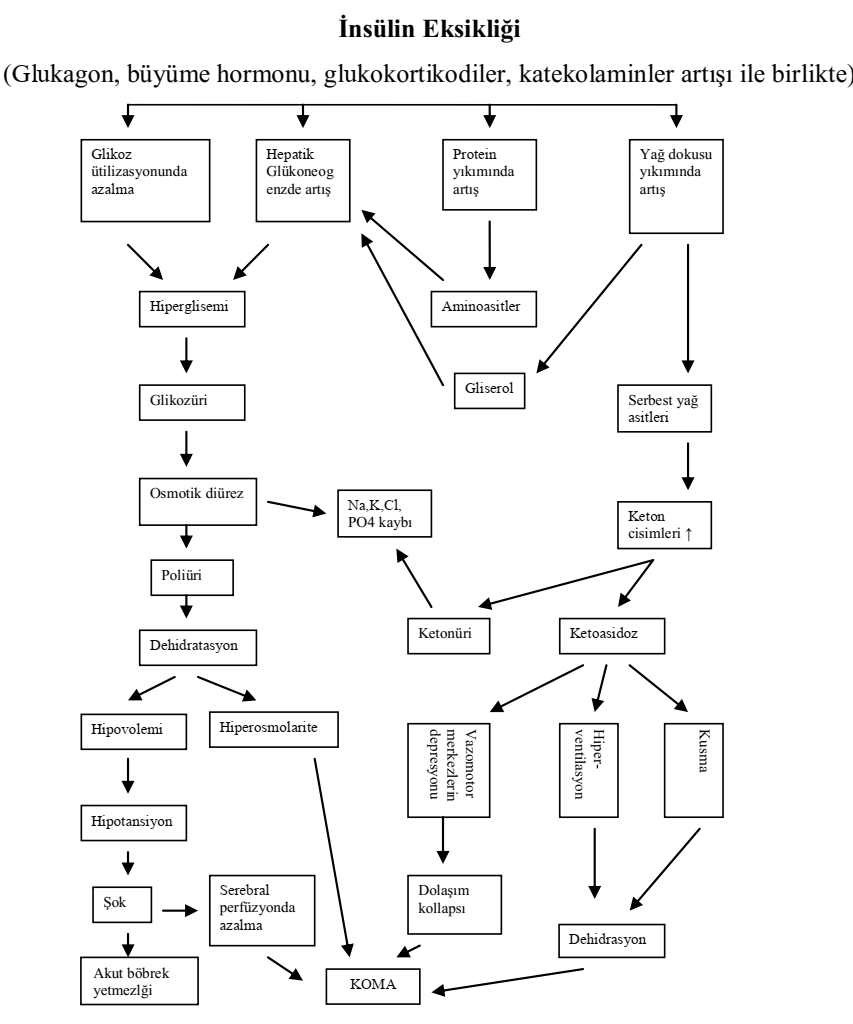 İnsülin Eksikliği
(Glukagon, büyüme hormonu, glukokortikodiler, katekolaminler artışı ile birlikte)
Glikoz
ütilizasyonunda
azalma
Hepatik
Glükoneog
enzde artış
Protein
yıkımında
artış
Yağ dokusu
yıkımında
artış
Hiperglisemi
Aminoasitler
Glikozüri
Gliserol
Serbest yağ
asitleri
Osmotik diürez
Na,K,Cl,
PO4 kaybı
Keton
cisimleri ↑
Poliüri
Dehidratasyon
Ketonüri
Ketoasidoz
Hipovolemi
Hiperosmolarite
Vazomotor
merkezlerin
depresyonu
Hiper-
ventilasyon
Kusma
Hipotansiyon
Şok
Serebral
perfüzyonda
azalma
Dolaşım
kollapsı
Dehidrasyon
Akut böbrek
yetmezlği
KOMA